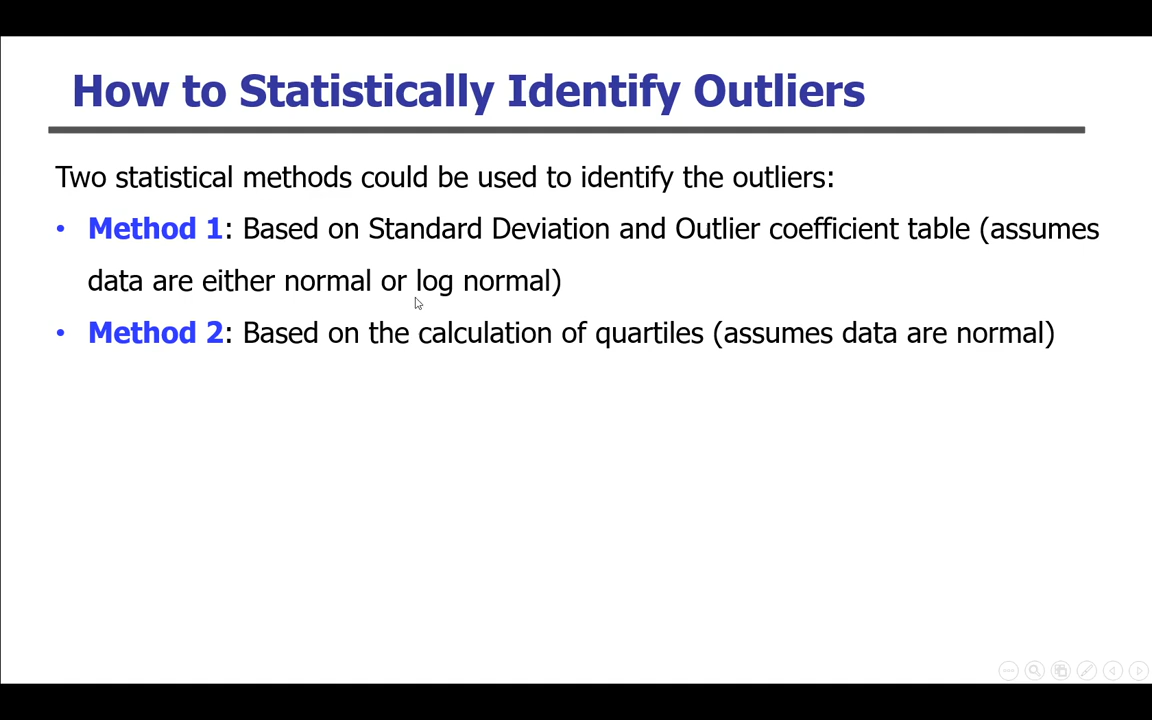 How to Statistically Identify Outliers
Two statistical methods could be used to identify the outliers:
• Method 1: Based on Standard Deviation and Outlier coefficient table (assumes
data are either normal or log normal)
• Method 2: Based on the calculation of quartiles (assumes data are normal)